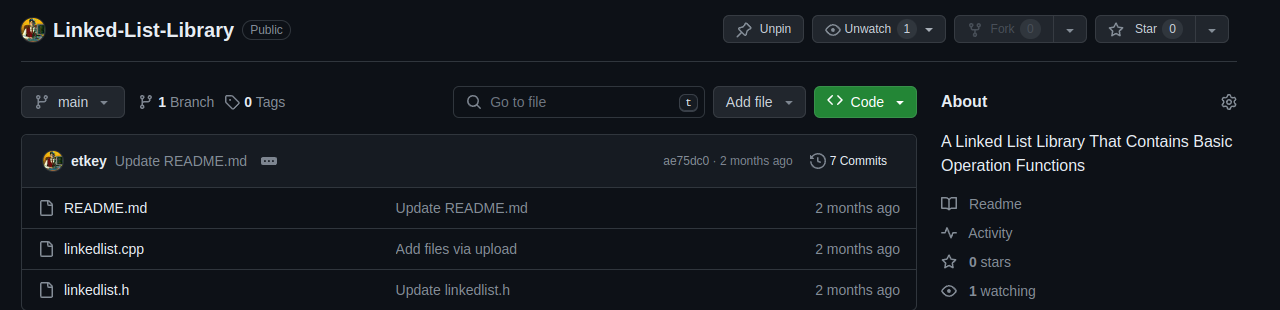 Linked-List-Library Public Unpin Unwatch 1 Fork 0 Star 0
main 1 Branch 0 Tags Go to file t Add file Code
etkey Update README.md ae75dc0 · 2 months ago 7 Commits
README.md Update README.md 2 months ago
linkedlist.cpp Add files via upload 2 months ago
linkedlist.h Update linkedlist.h 2 months ago
About
A Linked List Library That Contains Basic
Operation Functions
Readme
Activity
0 stars
1 watching